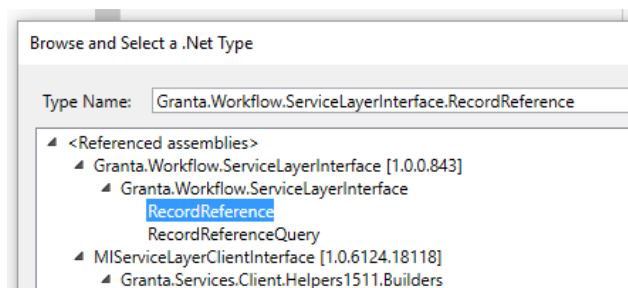 Browse and Select a .Net Type
Type Name: Granta.Workflow.ServiceLayerInterface.RecordReference
<Referenced assemblies>
Granta.Workflow.ServiceLayerInterface [1.0.0.843]
Granta.Workflow.ServiceLayerInterface
RecordReference
RecordReferenceQuery
MIServiceLayerClientInterface [1.0.6124.18118]
Granta.Services.Client.Helpers1511.Builders